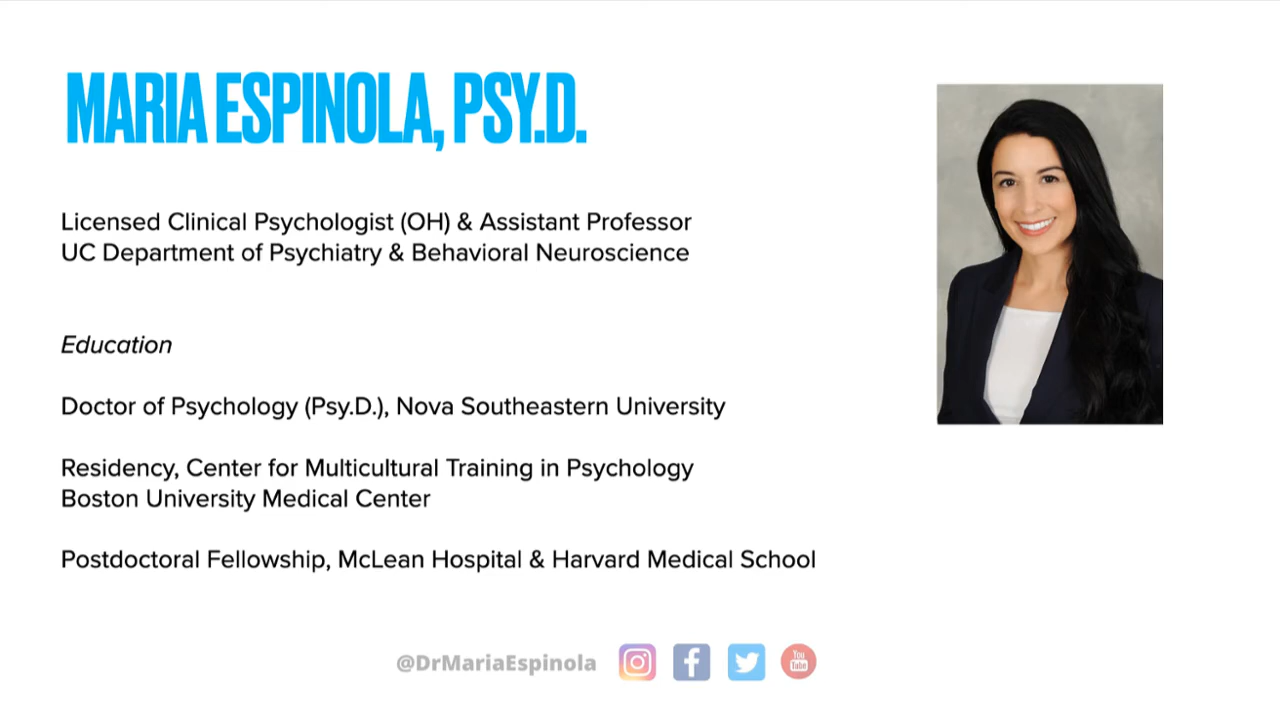 MARIA ESPINOLA, PSY.D.
Licensed Clinical Psychologist (OH) & Assistant Professor
UC Department of Psychiatry & Behavioral Neuroscience
Education
Doctor of Psychology (Psy.D.), Nova Southeastern University
Residency, Center for Multicultural Training in Psychology
Boston University Medical Center
Postdoctoral Fellowship, McLean Hospital & Harvard Medical School
@DrMariaEspinola
You
Tube